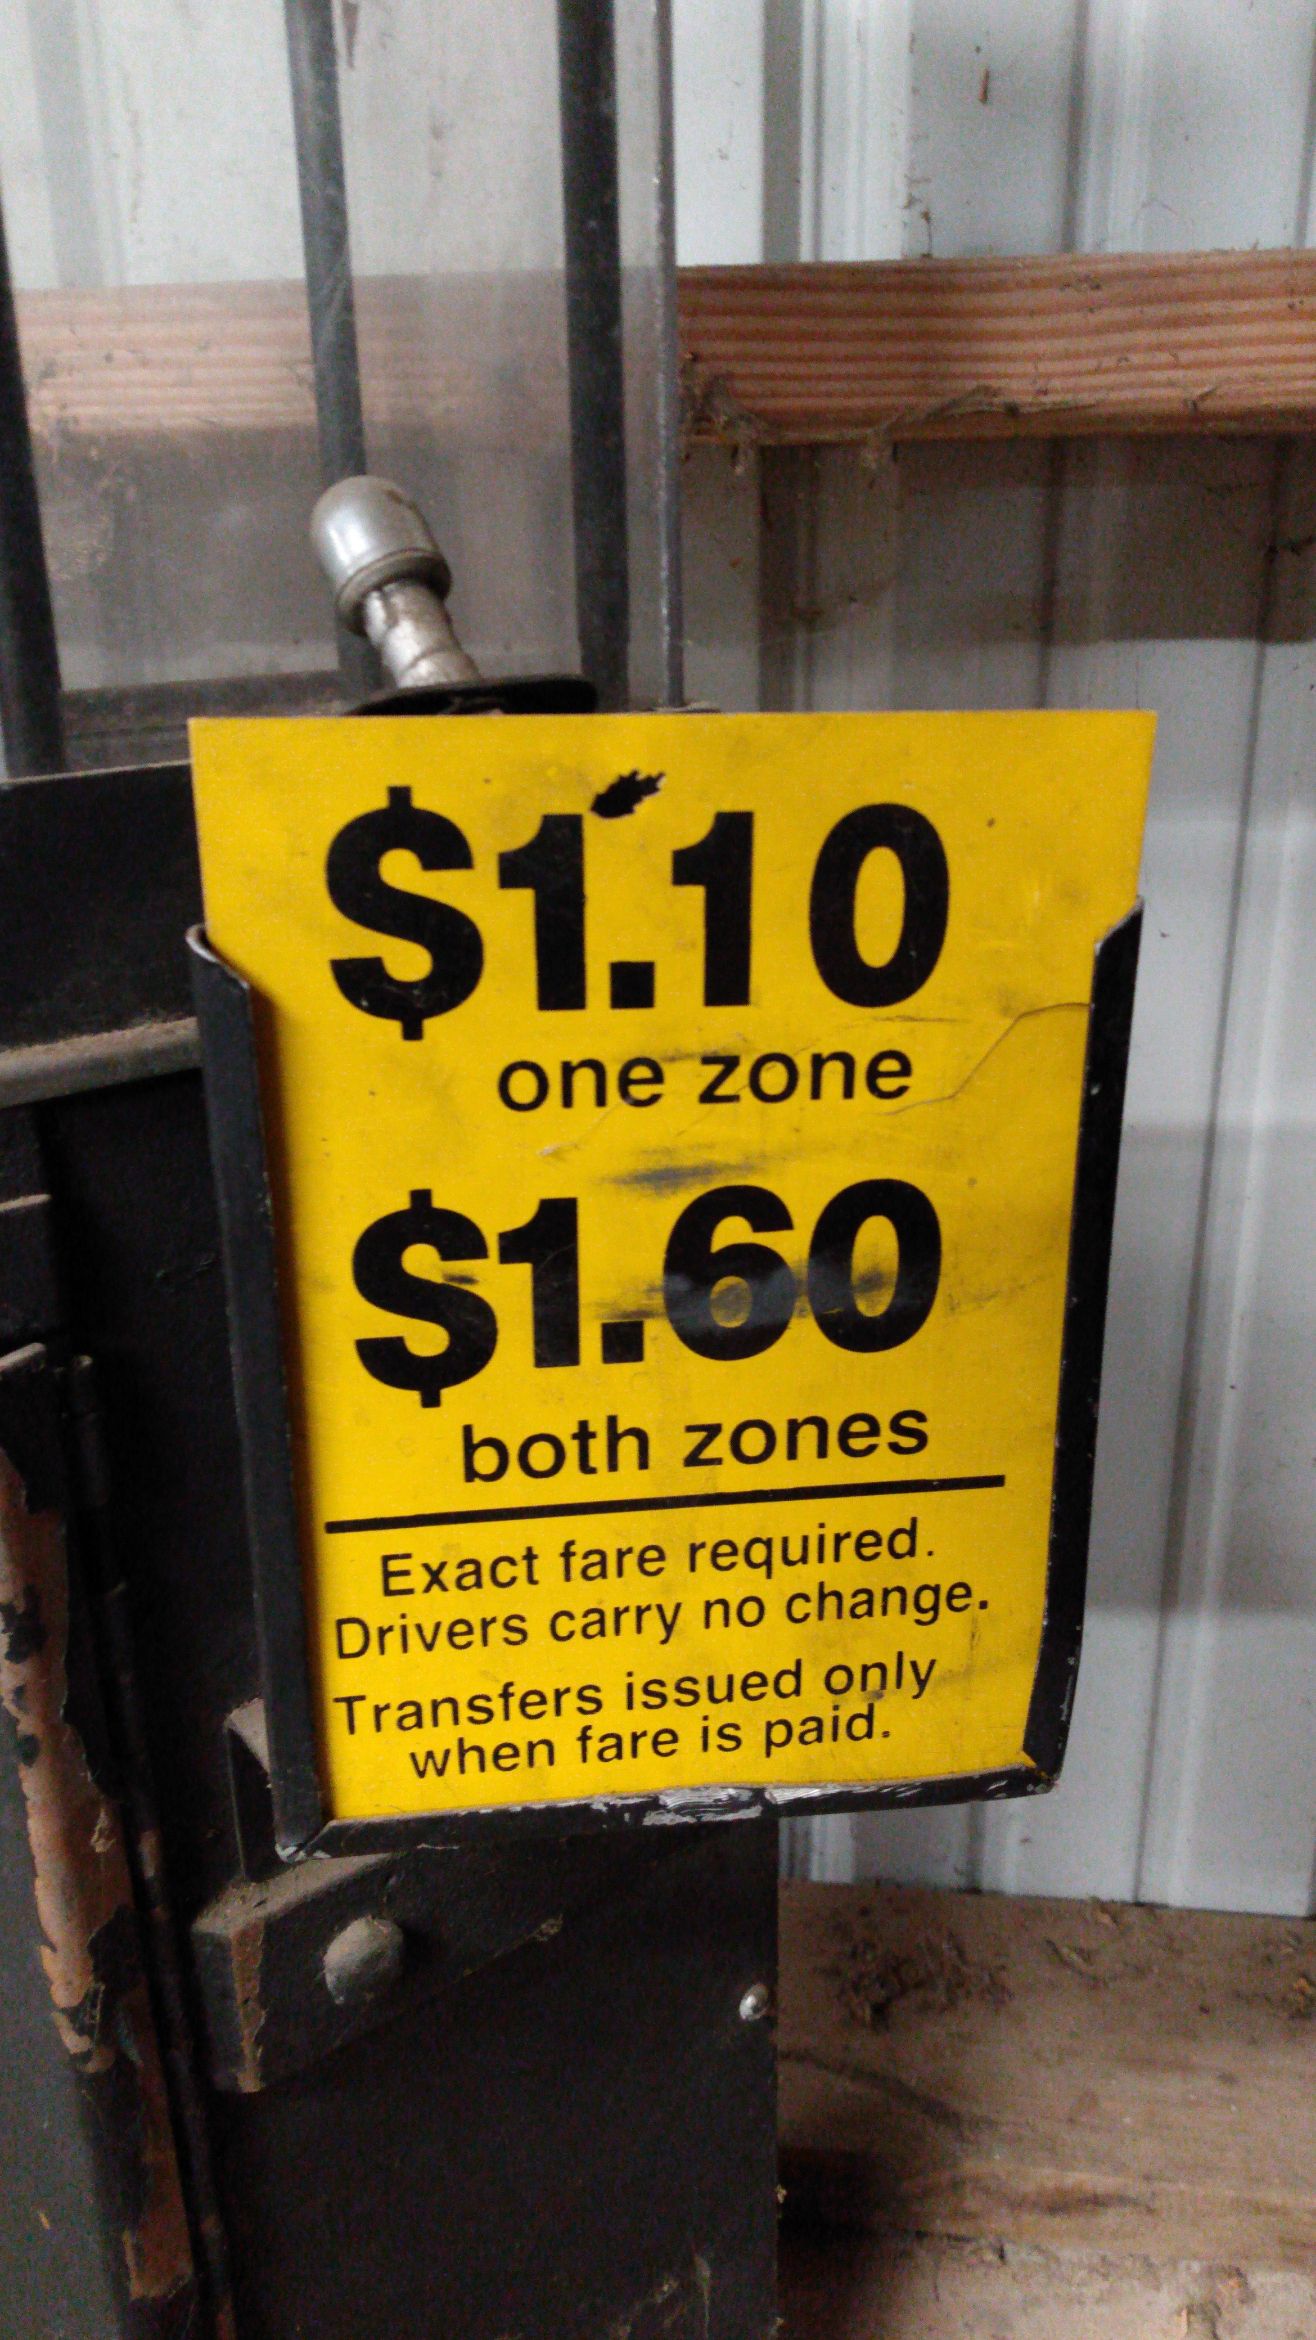 $1.10
one zone
$1.60
both zones
Exact fare required.
Drivers carry no change.
Transfers issued only
when fare is paid.